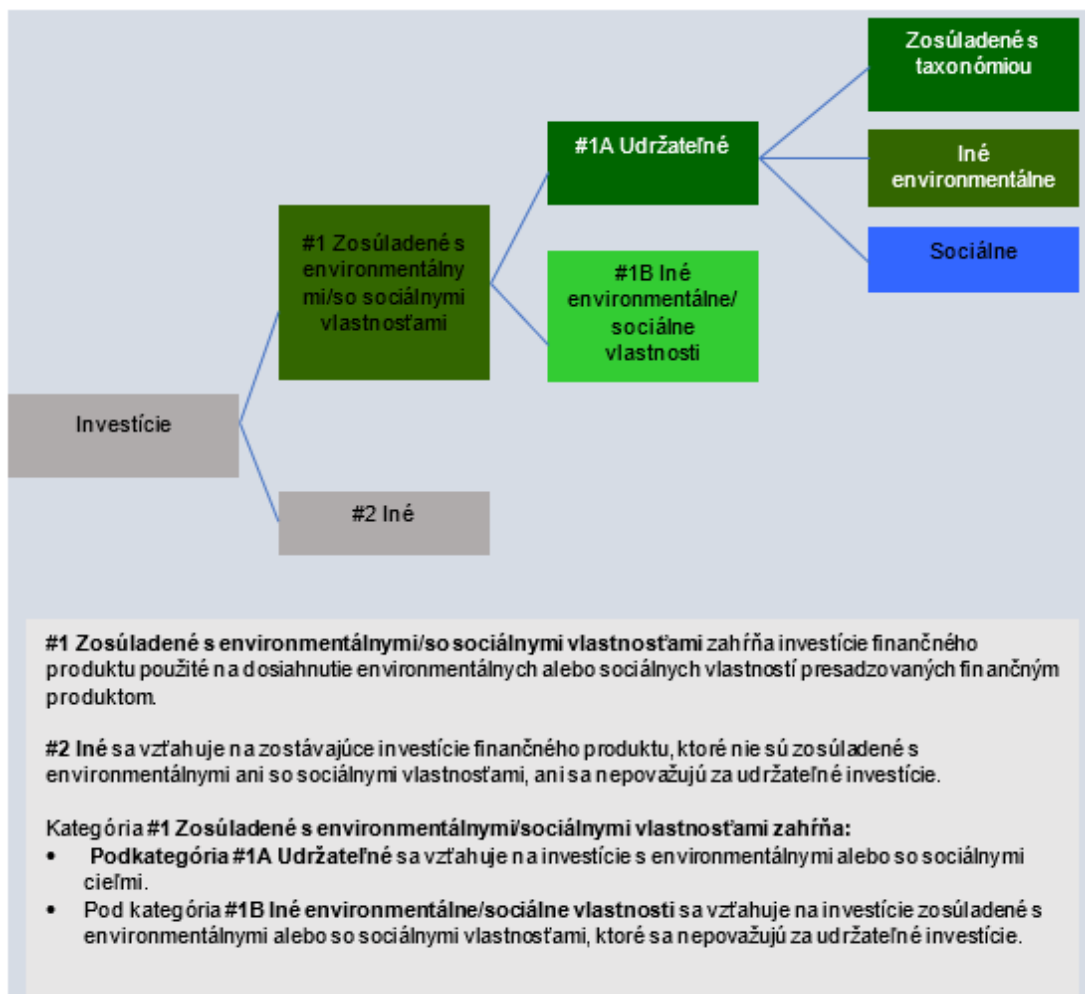 Zosúladené s
taxonómiou
#1A Udržateľné
Iné
environmentálne
#1 Zosúladené s
environmentálny
mi/so sociálnymi
vlastnosťami
Sociálne
#1B Iné
environmentálne/
sociálne
vlastnosti
Investície
#2 Iné
#1 Zosúladené s environmentálnymi/so sociálnymi vlastnosťami zahŕňa investície finančného
produktu použité na dosiahnutie environmentálnych alebo sociálnych vlastností presadzovaných finančným
produktom.
#2 Iné sa vzťahuje na zostávajúce investície finančného produktu, ktoré nie sú zosúladené s
environmentálnymi ani so sociálnymi vlastnosťami, ani sa nepovažujú za udržateľné investície.
Kategória #1 Zosúladené s environmentálnymi/sociálnymi vlastnosťami zahŕňa:
• Podkategória #1A Udržateľné sa vzťahuje na investície s environmentálnymi alebo so sociálnymi
cieľmi.
• Pod kategória #1B Iné environmentálne/sociálne vlastnosti sa vzťahuje na investície zosúladené s
environmentálnymi alebo so sociálnymi vlastnosťami, ktoré sa nepovažujú za udržateľné investície.